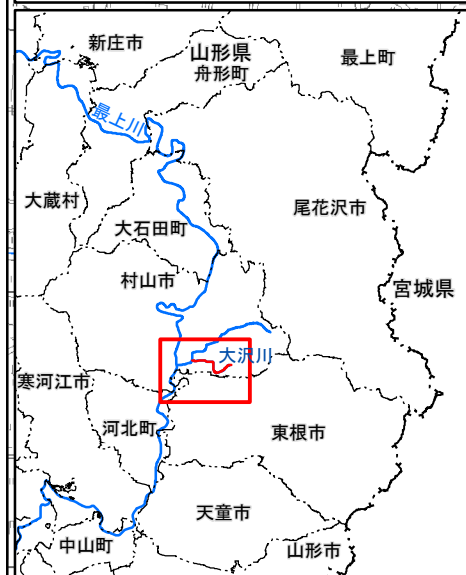 新庄市
山形県
舟形町
最上町
最上川
大蔵村
尾花沢市
大石田町
村山市
宮城県
大沢川
寒河江市
河北町
東根市
天童市
中山町
山形市